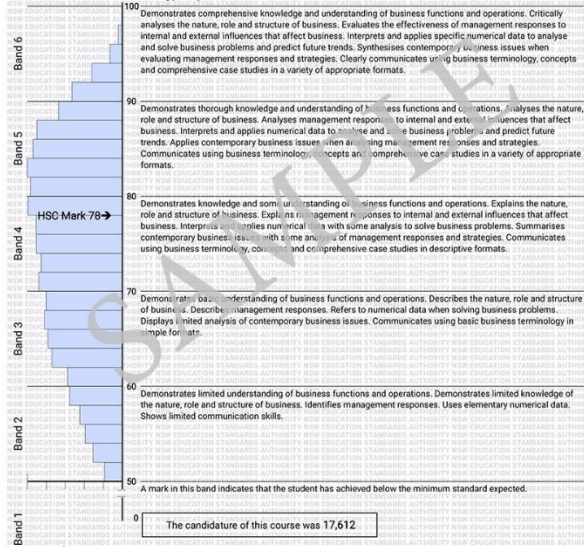 100
Demonstrates comprehensive knowledge and understanding of business functions and operations. Critically
analyses the nature, role and structure of business. Evaluates the effectiveness of management responses to
internal and external influences that affect business. Interprets and applies specific numerical data to analyse
and solve business problems and predict future trends. Synthesises contemporary business issues when
evaluating management responses and strategies. Clearly communicates using business terminology, concepts
and comprehensive case studies in a variety of appropriate formats.
Band 6
90
Demonstrates thorough knowledge and understanding of business functions and operations. Analyses the nature,
role and structure of business. Analyses management responses to internal and external influences that affect
business. Interprets and applies numerical data to analyse and solve business problems and predict future
trends. Applies contemporary business issues when analysing management responses and strategies.
Communicates using business terminology, concepts and comprehensive case studies in a variety of appropriate
formats.
Band 5
80
Demonstrates knowledge and some understanding of business functions and operations. Explains the nature,
role and structure of business. Explains management responses to internal and external influences that affect
business. Interprets and applies numerical data with some analysis to solve business problems. Summarises
contemporary business issues with some analysis of management responses and strategies. Communicates
using business terminology, concepts and comprehensive case studies in descriptive formats.
HSC Mark 78→
Band 4
70
Demonstrates basic understanding of business functions and operations. Describes the nature, role and structure
of business. Describes management responses. Refers to numerical data when solving business problems.
Displays limited analysis of contemporary business issues. Communicates using basic business terminology in
simple formats.
Band 3
60
Demonstrates limited understanding of business functions and operations. Demonstrates limited knowledge of
the nature, role and structure of business. Identifies management responses. Uses elementary numerical data.
Shows limited communication skills.
Band 2
50
A mark in this band indicates that the student has achieved below the minimum standard expected.
0
Band 1
The candidature of this course was 17,612
SAMPLE